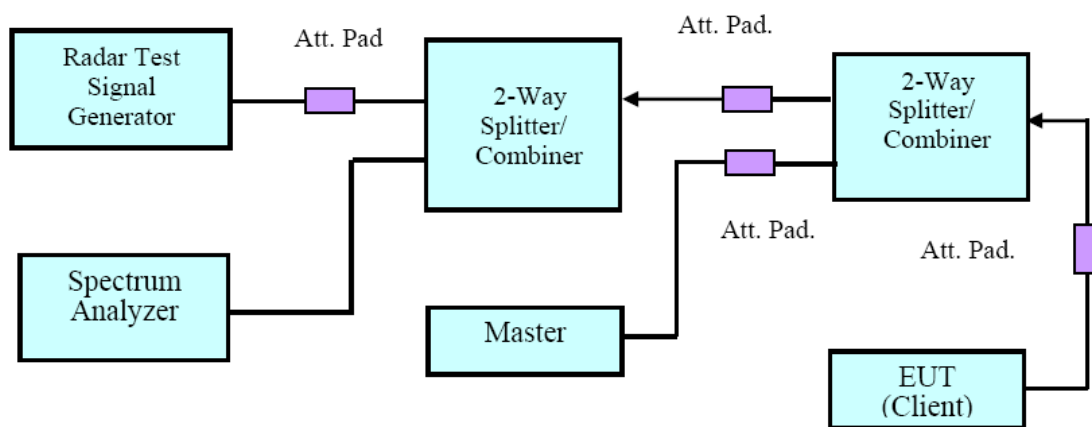 Radar Test
Signal
Generator
Att. Pad
2-Way
Splitter/
Combiner
Att. Pad.
2-Way
Splitter/
Combiner
Att. Pad.
Att. Pad.
Spectrum
Analyzer
Master
EUT
(Client)